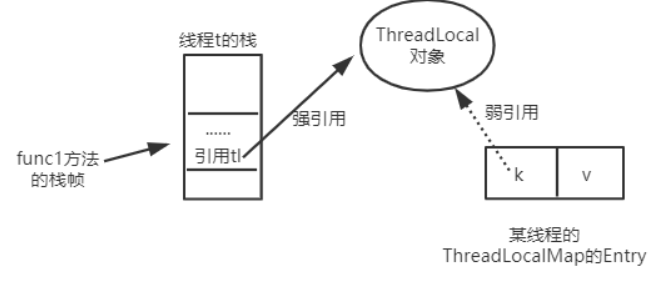 线程t的栈
ThreadLocal
对象
强引用
弱引用
......
引用tl
func1方法
的栈帧
k
v
某线程的
ThreadLocalMap的Entry